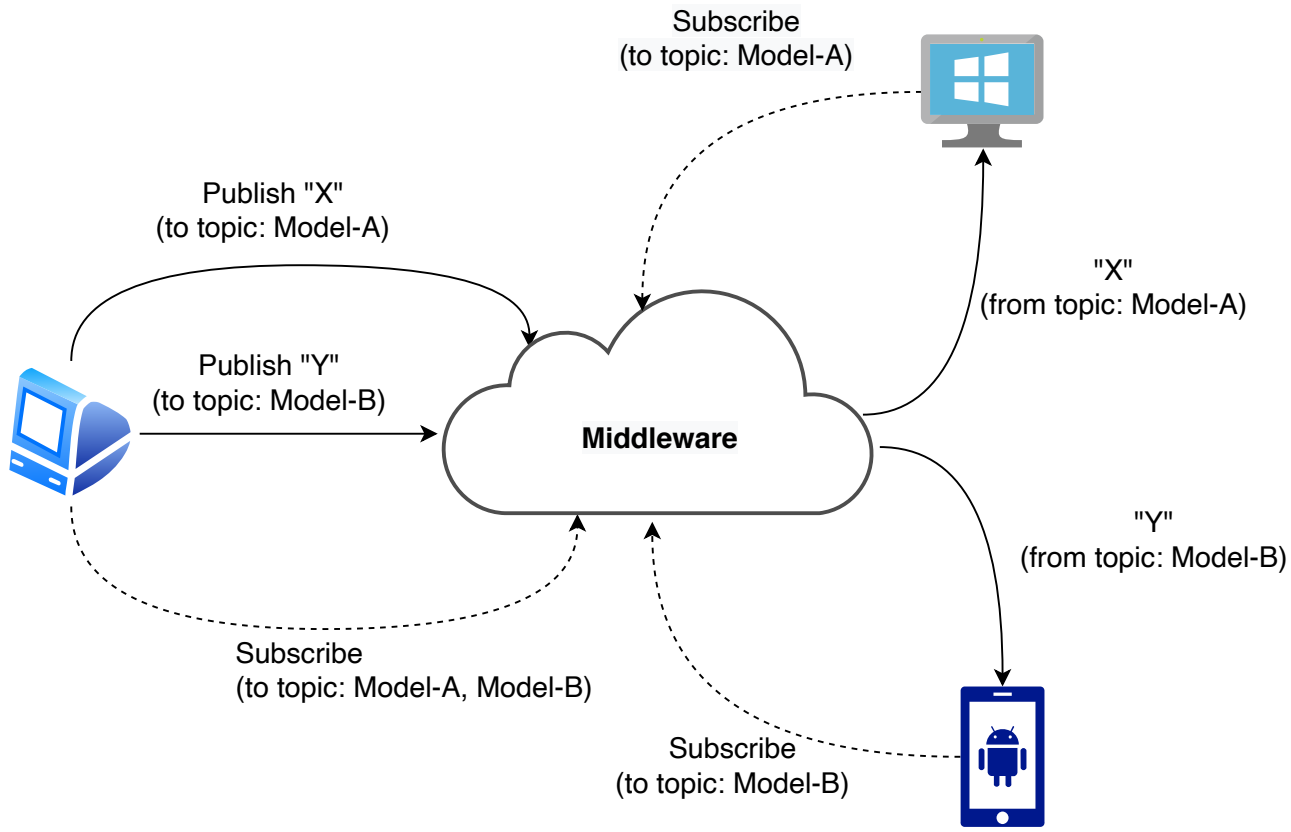 Subscribe
(to topic: Model-A)
Publish "X"
(to topic: Model-A)
"X"
(from topic: Model-A)
Publish "Y"
(to topic: Model-B)
Middleware
"Y"
(from topic: Model-B)
Subscribe
(to topic: Model-A, Model-B)
Subscribe
(to topic: Model-B)